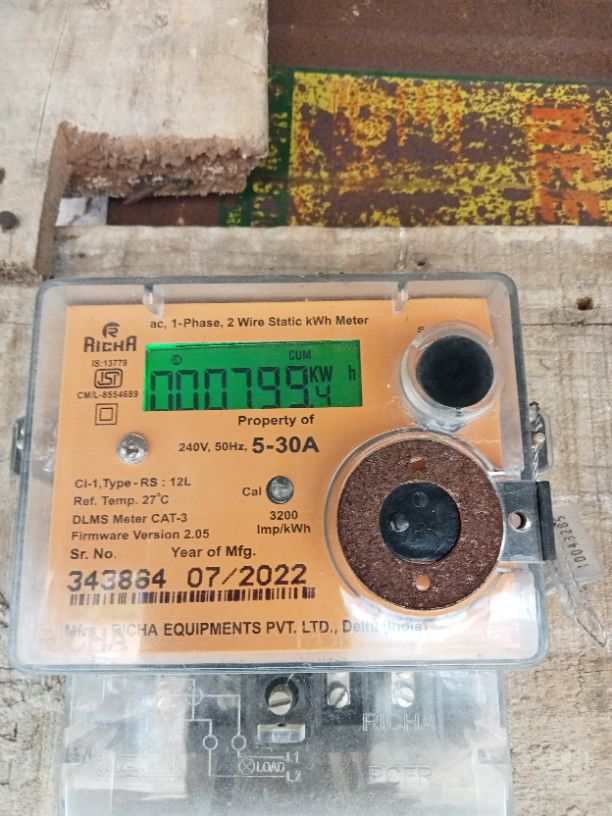 ac, 1-Phase, 2 Wire Static kWh Meter
RICHA
IS:13779
ISI
CM/L-8554689
CUM
000799.4 KW h
Property of
240V, 50Hz, 5-30A
Cl-1, Type - RS : 12L
Ref. Temp. 27°C
Cal
3200
Imp/kWh
DLMS Meter CAT-3
Firmware Version 2.05
Sr. No. Year of Mfg.
343864 07/2022
RICHA EQUIPMENTS PVT. LTD., Delhi (India)
10043285
RICHA
L1
LOAD
L2